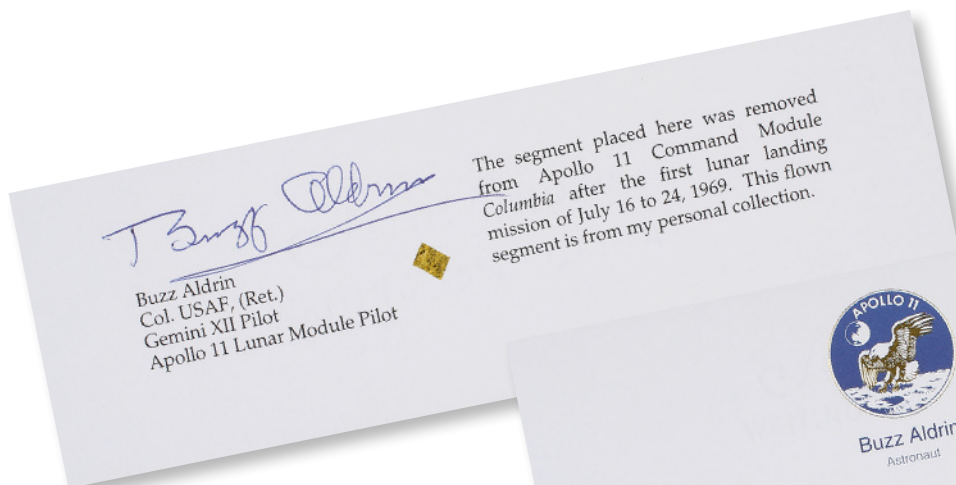 Buzz Aldrin
Buzz Aldrin
Col. USAF, (Ret.)
Gemini XII Pilot
Apollo 11 Lunar Module Pilot
The segment placed here was removed
from Apollo 11 Command Module
Columbia after the first lunar landing
mission of July 16 to 24, 1969. This flown
segment is from my personal collection.
APOLLO 11
Buzz Aldrin
Astronaut